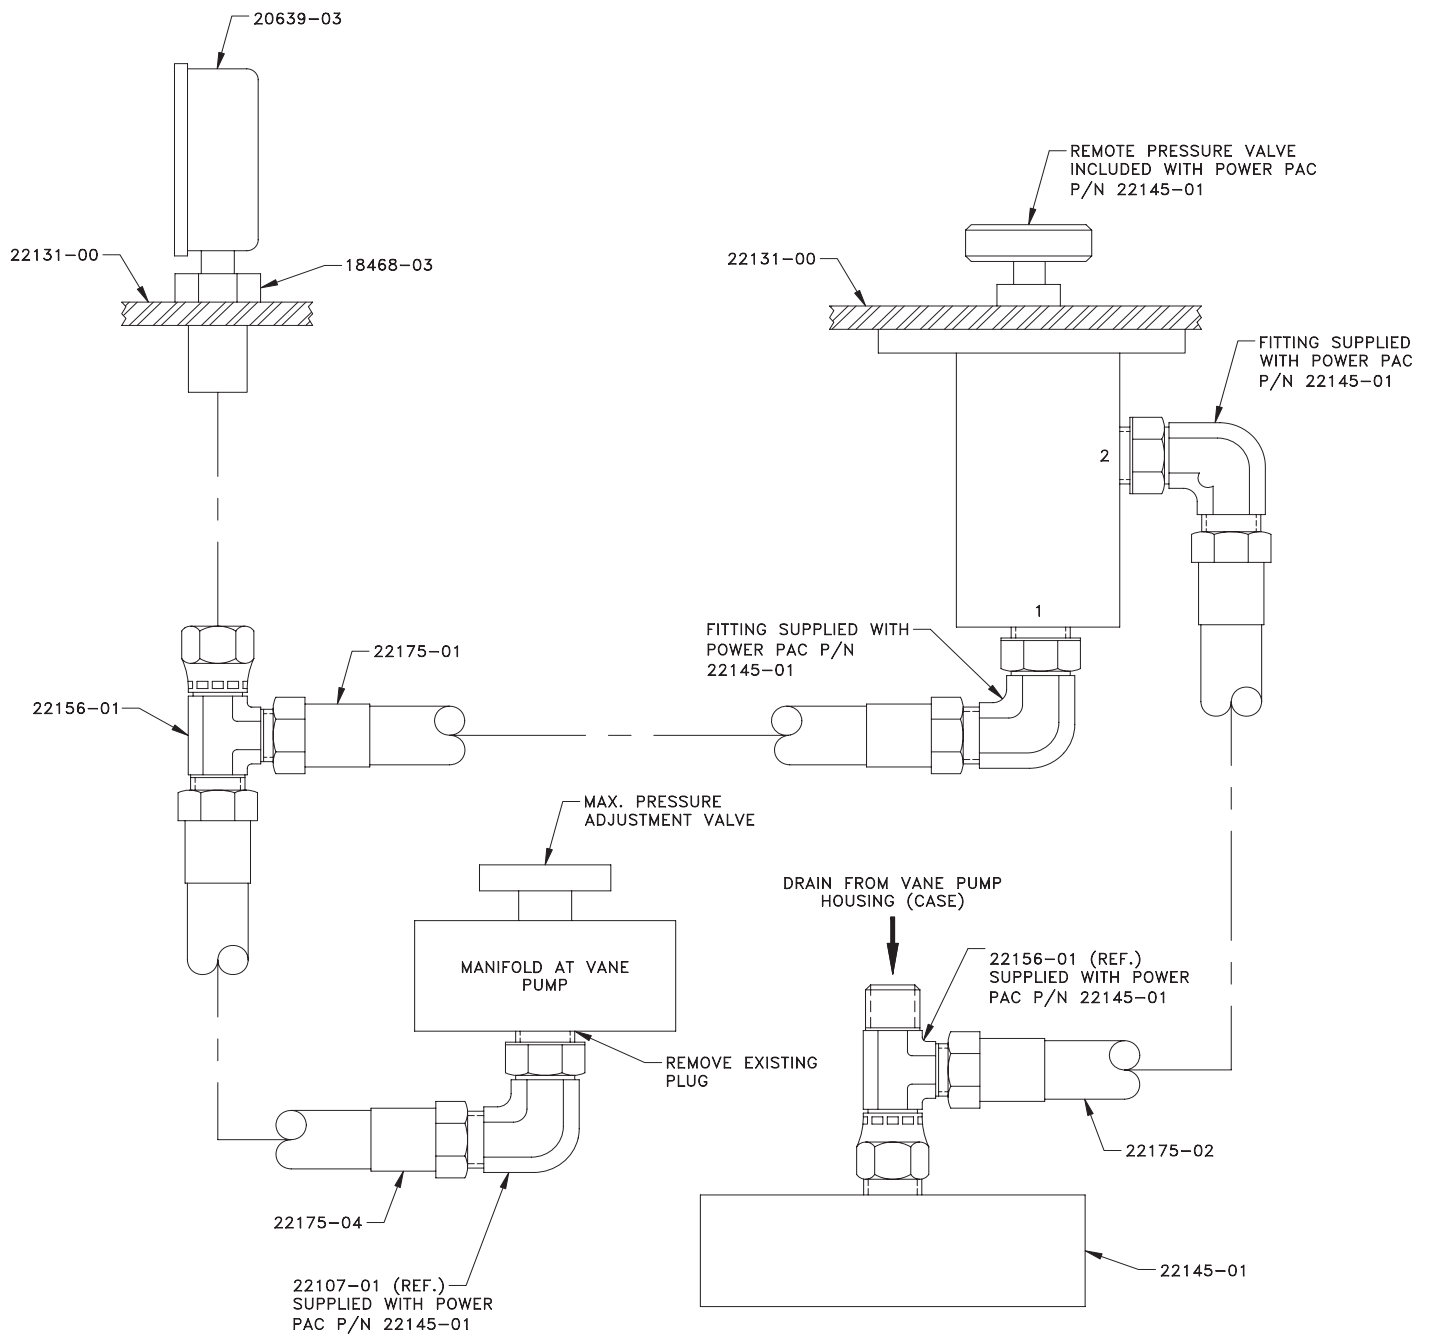 20639-03
22131-00
18468-03
REMOTE PRESSURE VALVE
INCLUDED WITH POWER PAC
P/N 22145-01
22131-00
FITTING SUPPLIED
WITH POWER PAC
P/N 22145-01
2
1
FITTING SUPPLIED WITH
POWER PAC P/N
22145-01
22175-01
22156-01
MAX. PRESSURE
ADJUSTMENT VALVE
MANIFOLD AT VANE
PUMP
DRAIN FROM VANE PUMP
HOUSING (CASE)
22156-01 (REF.)
SUPPLIED WITH POWER
PAC P/N 22145-01
REMOVE EXISTING
PLUG
22175-02
22175-04
22107-01 (REF.)
SUPPLIED WITH POWER
PAC P/N 22145-01
22145-01